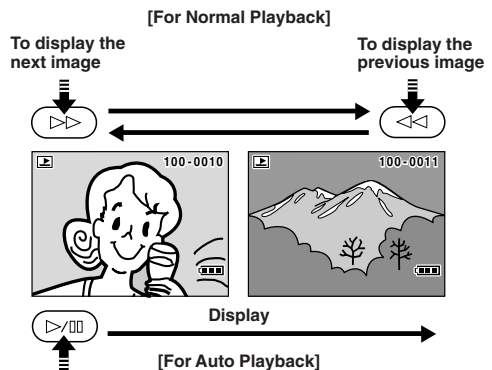 [For Normal Playback]
To display the
next image
To display the
previous image
100-0010
100-0011
Display
[For Auto Playback]